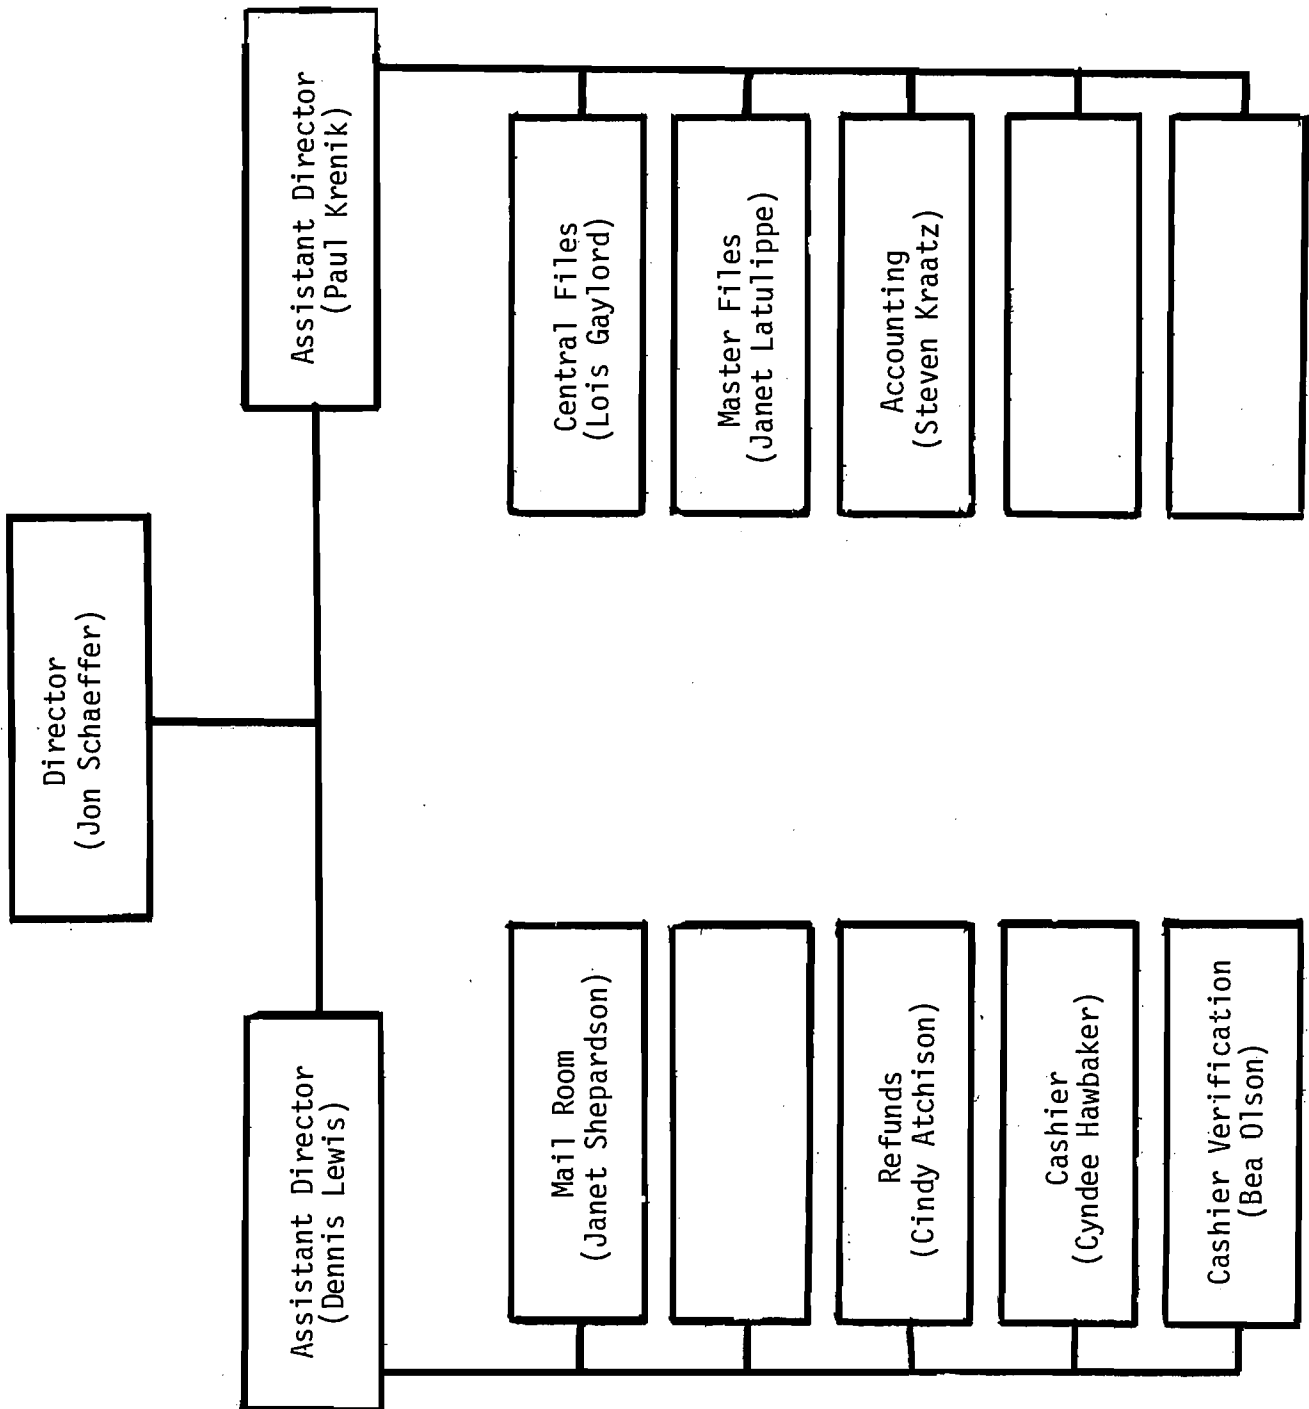 Director
(Jon Schaeffer)
Assistant Director
(Dennis Lewis)
Assistant Director
(Paul Krenik)
Mail Room
(Janet Shepardson)
Refunds
(Cindy Atchison)
Cashier
(Cyndee Hawbaker)
Cashier Verification
(Bea Olson)
Central Files
(Lois Gaylord)
Master Files
(Janet Latulippe)
Accounting
(Steven Kraatz)